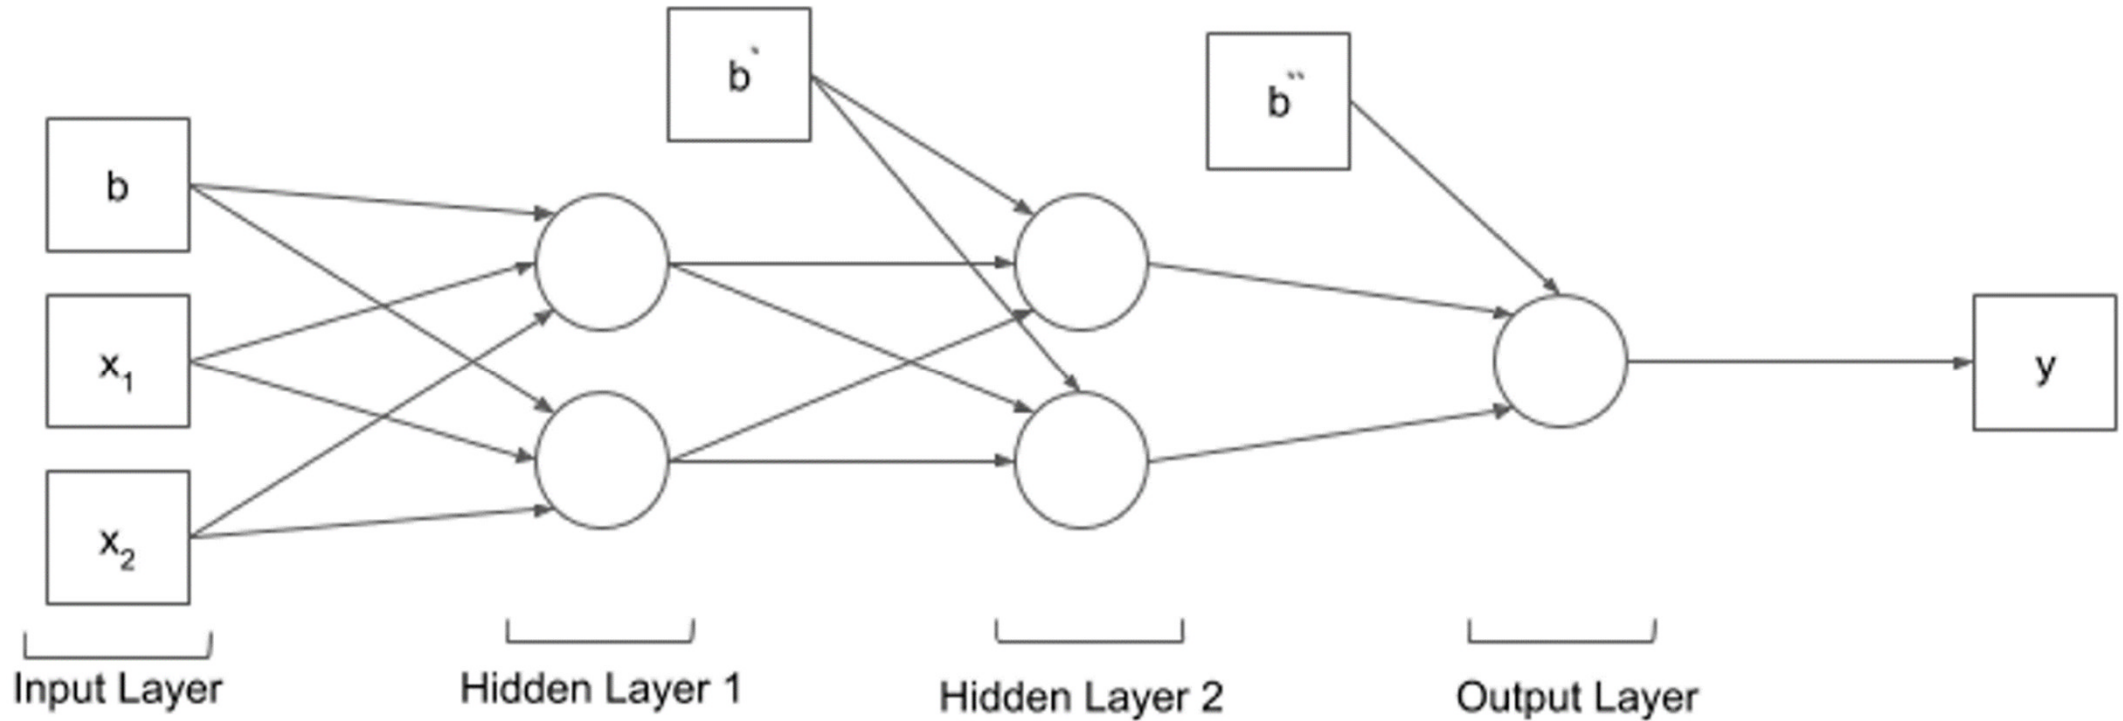 b`
b``
b
x1
y
x2
Input Layer
Hidden Layer 1
Hidden Layer 2
Output Layer